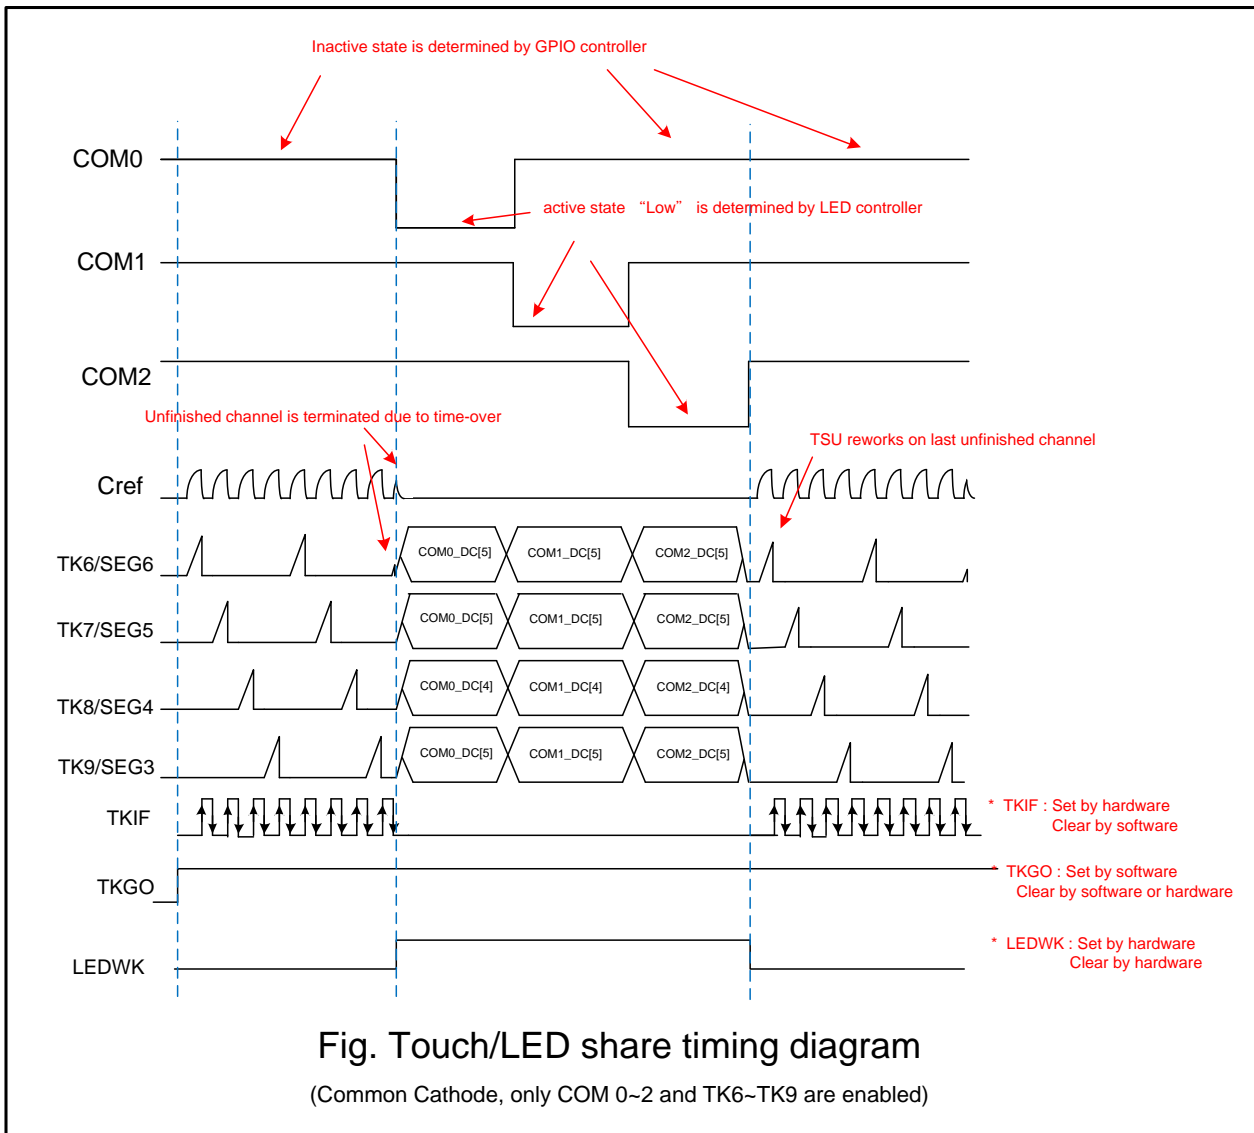 Inactive state is determined by GPIO controller
COM0
active state “Low” is determined by LED controller
COM1
COM2
Unfinished channel is terminated due to time-over
TSU reworks on last unfinished channel
Cref
TK6/SEG6
COM0_DC[5]
COM1_DC[5]
COM2_DC[5]
TK7/SEG5
COM0_DC[5]
COM1_DC[5]
COM2_DC[5]
TK8/SEG4
COM0_DC[4]
COM1_DC[4]
COM2_DC[4]
TK9/SEG3
COM0_DC[5]
COM1_DC[5]
COM2_DC[5]
TKIF
* TKIF : Set by hardware
Clear by software
TKGO
* TKGO : Set by software
Clear by software or hardware
LEDWK
* LEDWK : Set by hardware
Clear by hardware
Fig. Touch/LED share timing diagram
(Common Cathode, only COM 0~2 and TK6~TK9 are enabled)